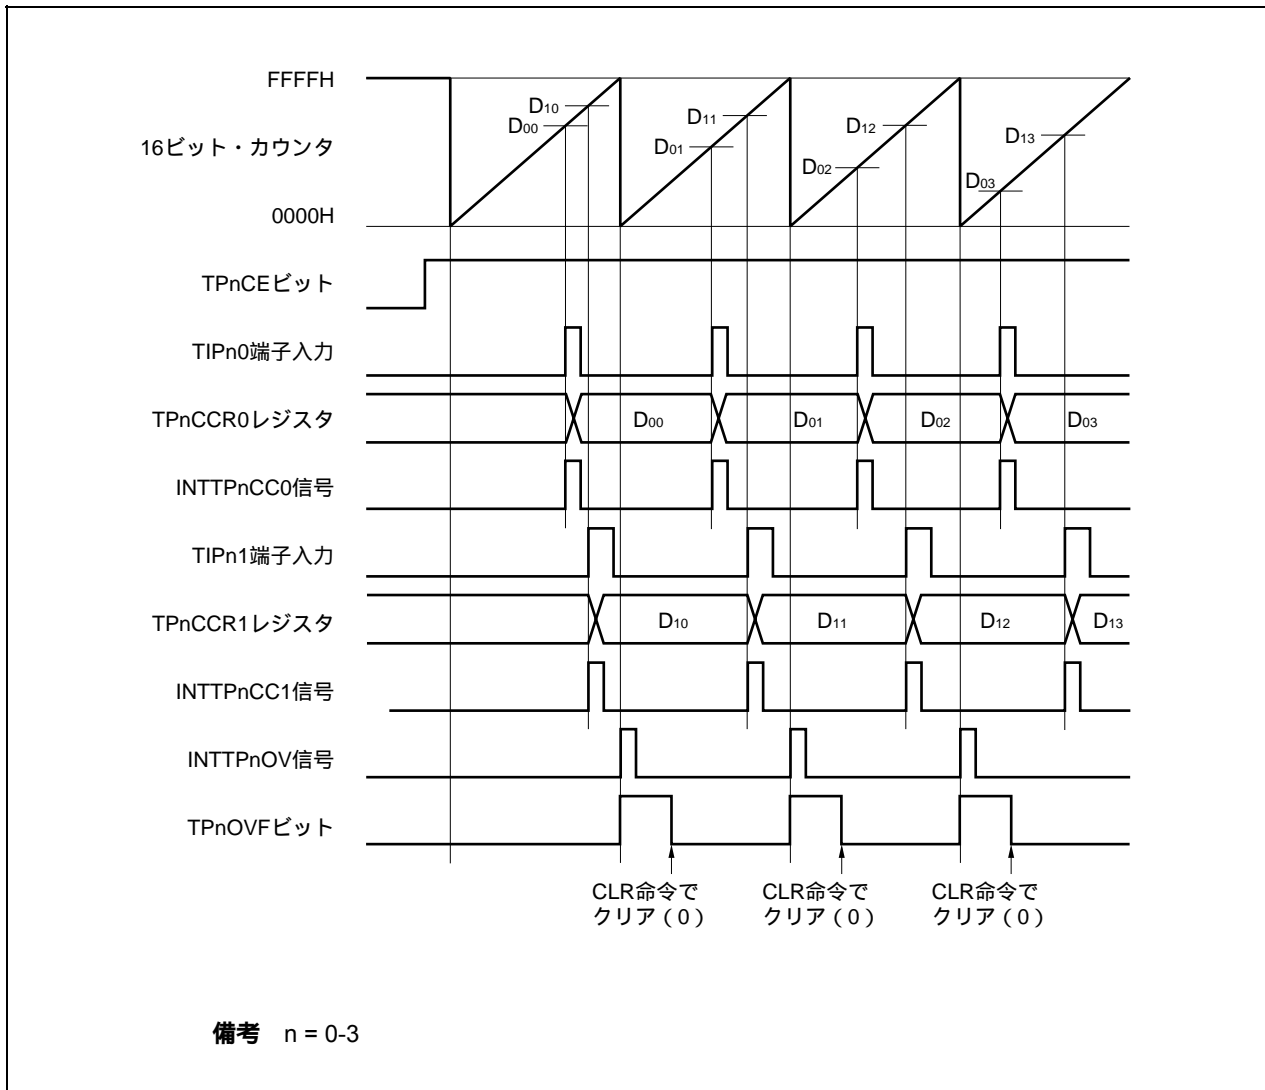 FFFFH
D10
D00
D11
D01
D12
D02
D13
D03
16ビット・カウンタ
0000H
TPnCEビット
TIPn0端子入力
TPnCCR0レジスタ
D00 D01 D02 D03
INTTPnCC0信号
TIPn1端子入力
TPnCCR1レジスタ
D10 D11 D12 D13
INTTPnCC1信号
INTTPnOV信号
TPnOVFビット
CLR命令で
クリア(0)
CLR命令で
クリア(0)
CLR命令で
クリア(0)
備考 n = 0-3